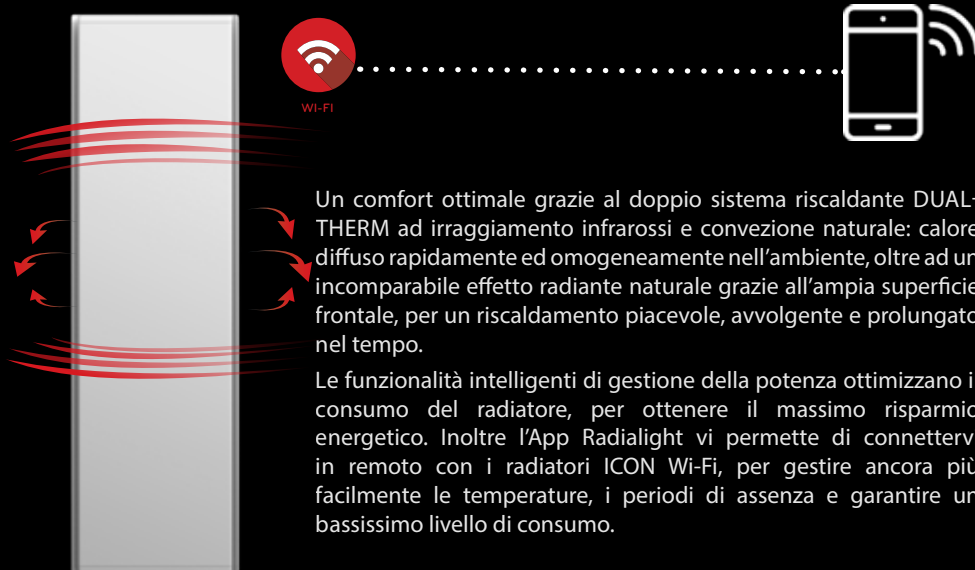 WI-FI
Un comfort ottimale grazie al doppio sistema riscaldante DUAL-
THERM ad irraggiamento infrarossi e convezione naturale: calore
diffuso rapidamente ed omogeneamente nell'ambiente, oltre ad un
incomparabile effetto radiante naturale grazie all'ampia superficie
frontale, per un riscaldamento piacevole, avvolgente e prolungato
nel tempo.
Le funzionalità intelligenti di gestione della potenza ottimizzano i
consumo del radiatore, per ottenere il massimo risparmio
energetico. Inoltre l'App Radialight vi permette di connetterv
in remoto con i radiatori ICON Wi-Fi, per gestire ancora più
facilmente le temperature, i periodi di assenza e garantire un
bassissimo livello di consumo.